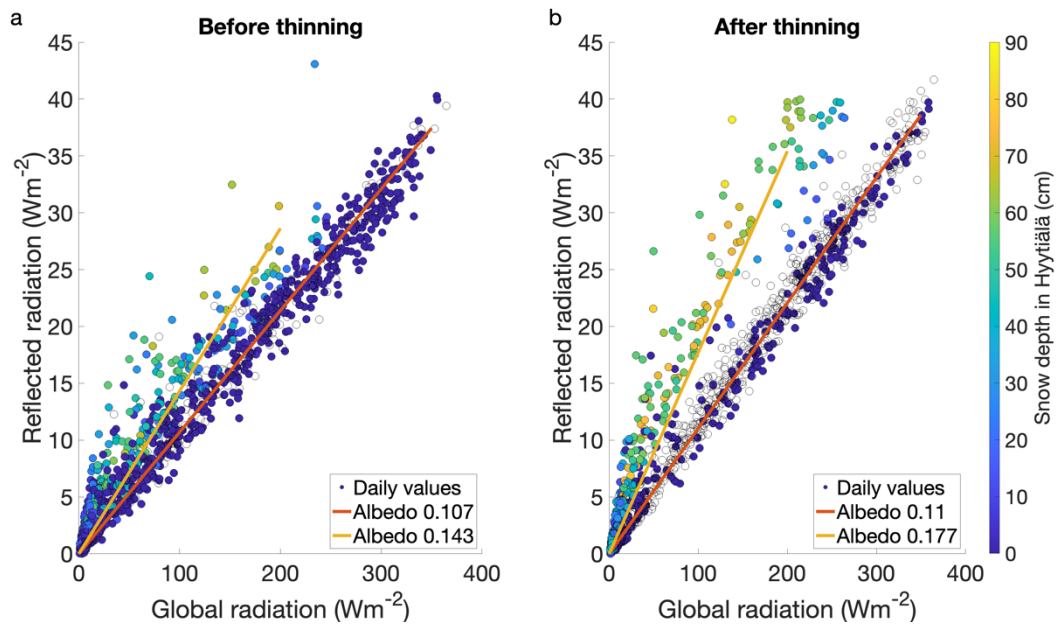 a
Before thinning
45
40
35
30
25
20
15
10
5
0
Reflected radiation (Wm⁻²)
0 100 200 300 400
Global radiation (Wm⁻²)
Daily values
Albedo 0.107
Albedo 0.143
b
After thinning
45
40
35
30
25
20
15
10
5
0
Reflected radiation (Wm⁻²)
0 100 200 300 400
Global radiation (Wm⁻²)
Daily values
Albedo 0.11
Albedo 0.177
90
80
70
60
50
40
30
20
10
0
Snow depth in Hyytiälä (cm)